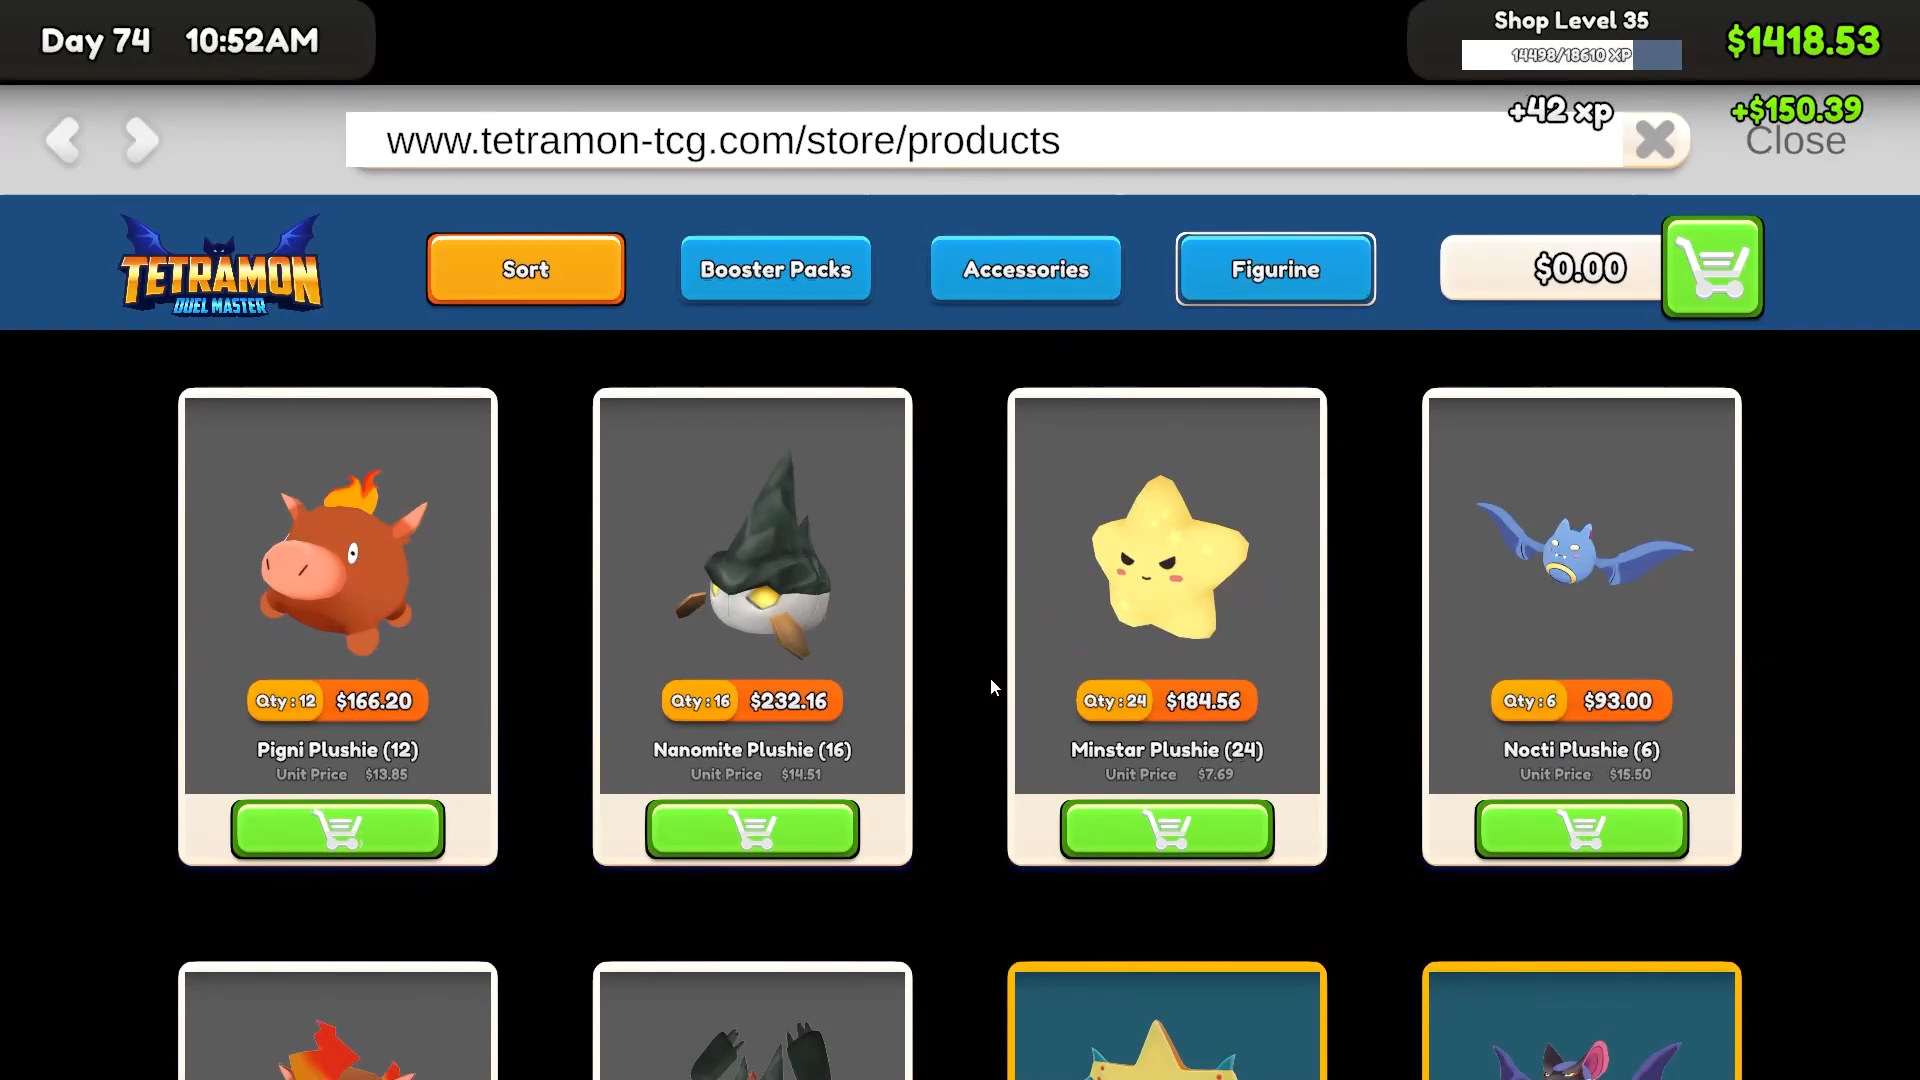 Day 74 10:52AM
Shop Level 35
14498/18610 XP
$1418.53
+42 xp
+$150.39
www.tetramon-tcg.com/store/products
Close
TETRAMON
DUEL MASTER
Sort
Booster Packs
Accessories
Figurine
$0.00
Qty:12 $166.20
Pigni Plushie (12)
Unit Price $13.85
Qty:16 $232.16
Nanomite Plushie (16)
Unit Price $14.51
Qty:24 $184.56
Minstar Plushie (24)
Unit Price $7.69
Qty:6 $93.00
Nocti Plushie (6)
Unit Price $15.50